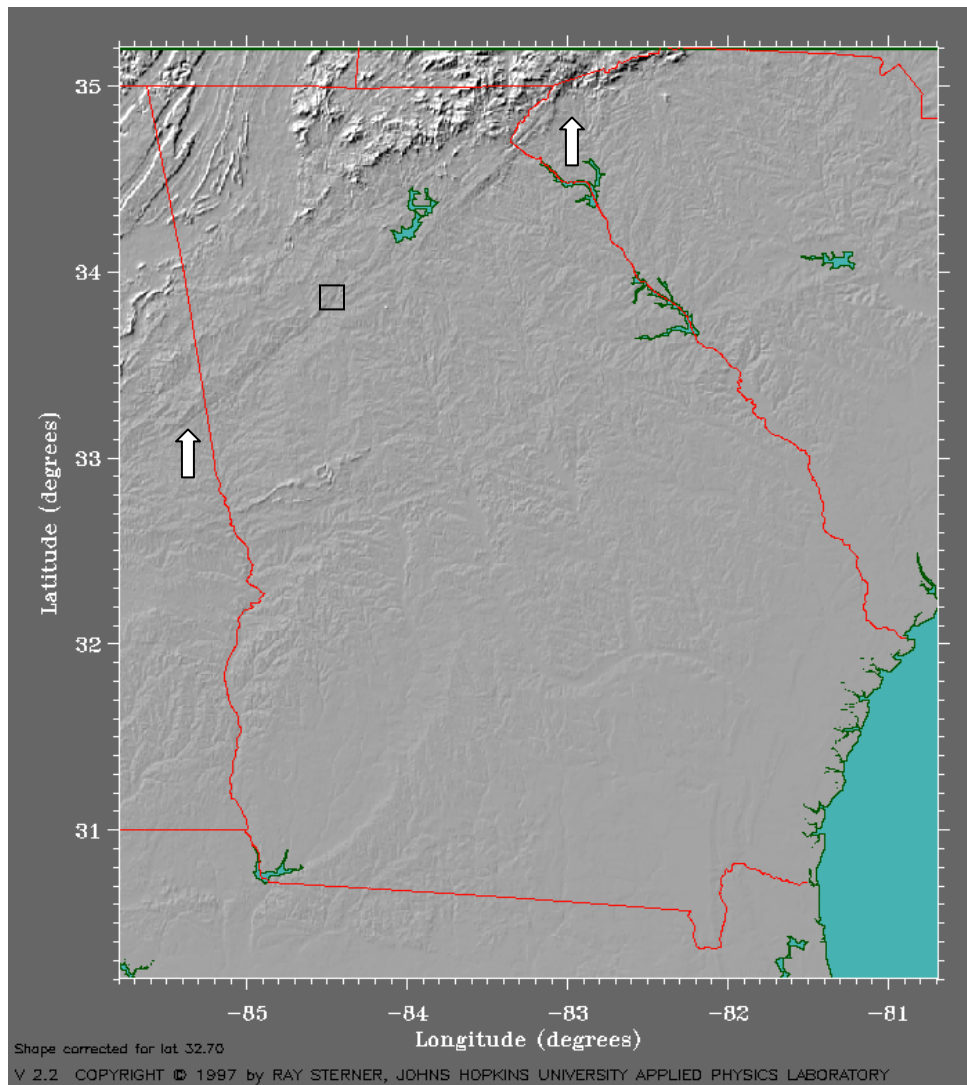 35
34
33
32
31
Latitude (degrees)
−85
−84
−83
−82
−81
Longitude (degrees)
Shape corrected for lat 32.70
V 2.2 COPYRIGHT © 1997 by RAY STERNER, JOHNS HOPKINS UNIVERSITY APPLIED PHYSICS LABORATORY